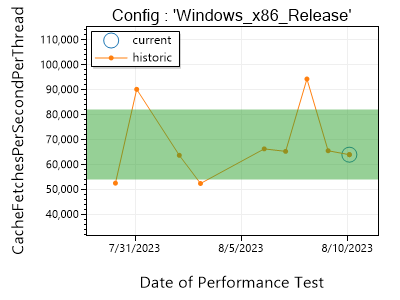 Config : 'Windows_x86_Release'
CacheFetchesPerSecondPerThread
110,000
100,000
90,000
80,000
70,000
60,000
50,000
40,000
current
historic
7/31/2023
8/5/2023
8/10/2023
Date of Performance Test